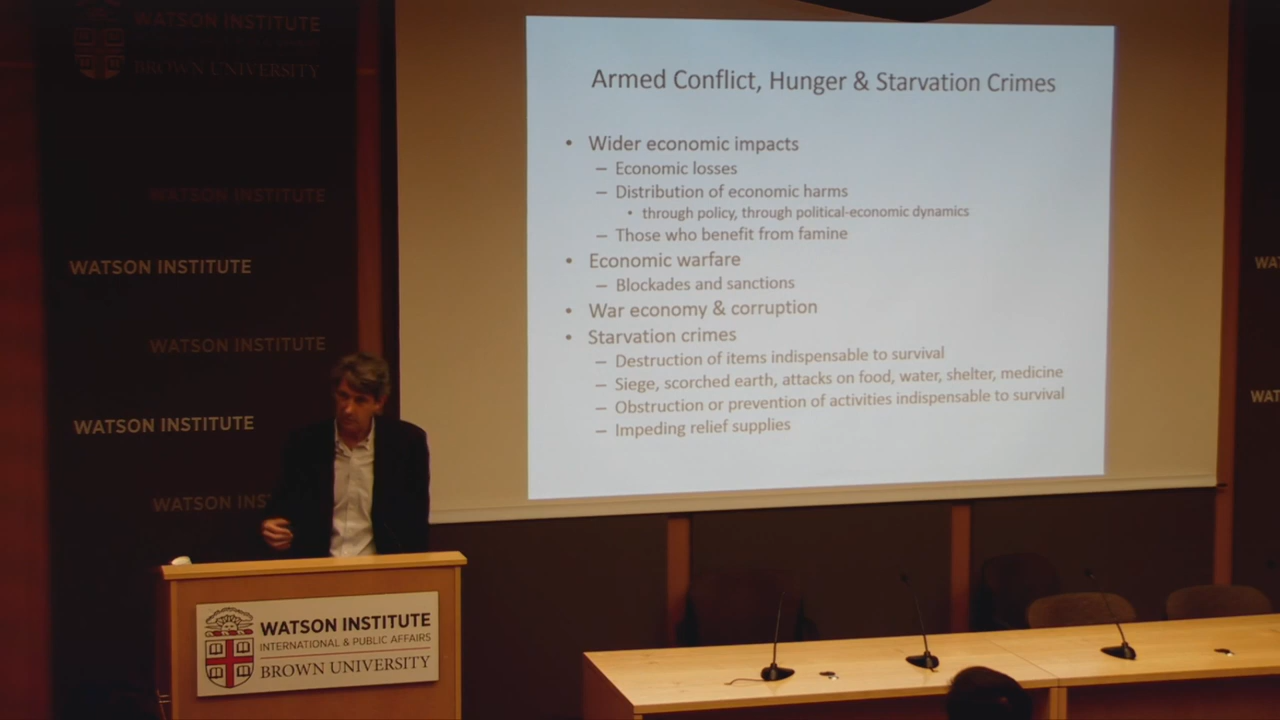 WATSON INSTITUTE
BROWN UNIVERSITY
WATSON INSTITUTE
WATSON INSTITUTE
WATSON INSTITUTE
WATSON INSTITUTE
WATSON INS
Armed Conflict, Hunger & Starvation Crimes
• Wider economic impacts
– Economic losses
– Distribution of economic harms
• through policy, through political-economic dynamics
– Those who benefit from famine
• Economic warfare
– Blockades and sanctions
• War economy & corruption
• Starvation crimes
– Destruction of items indispensable to survival
– Siege, scorched earth, attacks on food, water, shelter, medicine
– Obstruction or prevention of activities indispensable to survival
– Impeding relief supplies
WA
WAT
WATSON INSTITUTE
INTERNATIONAL & PUBLIC AFFAIRS
BROWN UNIVERSITY